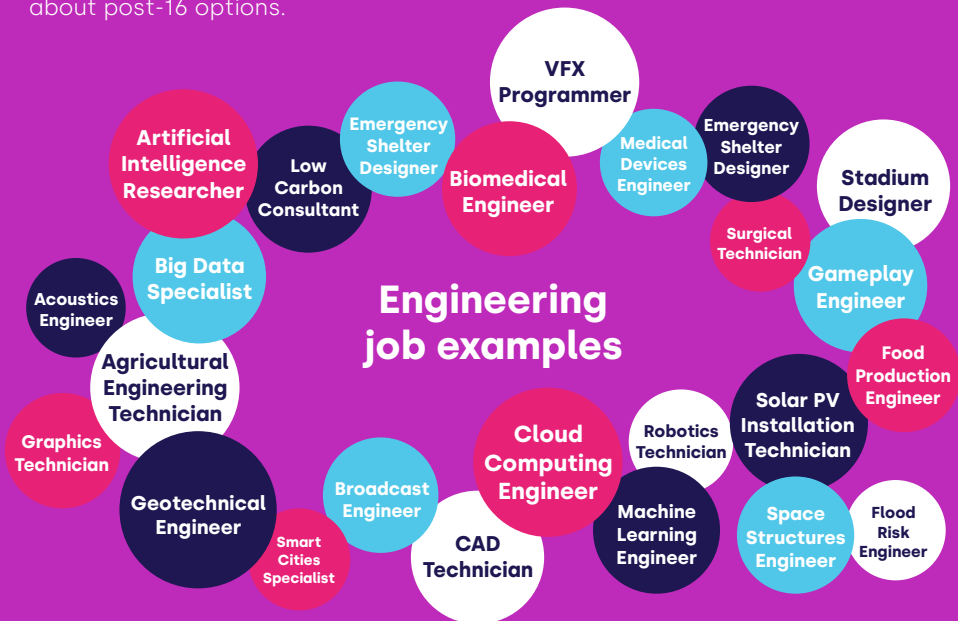 about post-16 options.
VFX
Programmer
Emergency
Shelter
Designer
Artificial
Intelligence
Researcher
Low
Carbon
Consultant
Biomedical
Engineer
Medical
Devices
Engineer
Emergency
Shelter
Designer
Stadium
Designer
Surgical
Technician
Big Data
Specialist
Gameplay
Engineer
Acoustics
Engineer
Engineering
job examples
Agricultural
Engineering
Technician
Food
Production
Engineer
Solar PV
Installation
Technician
Graphics
Technician
Cloud
Computing
Engineer
Robotics
Technician
Geotechnical
Engineer
Broadcast
Engineer
Smart
Cities
Specialist
CAD
Technician
Machine
Learning
Engineer
Space
Structures
Engineer
Flood
Risk
Engineer